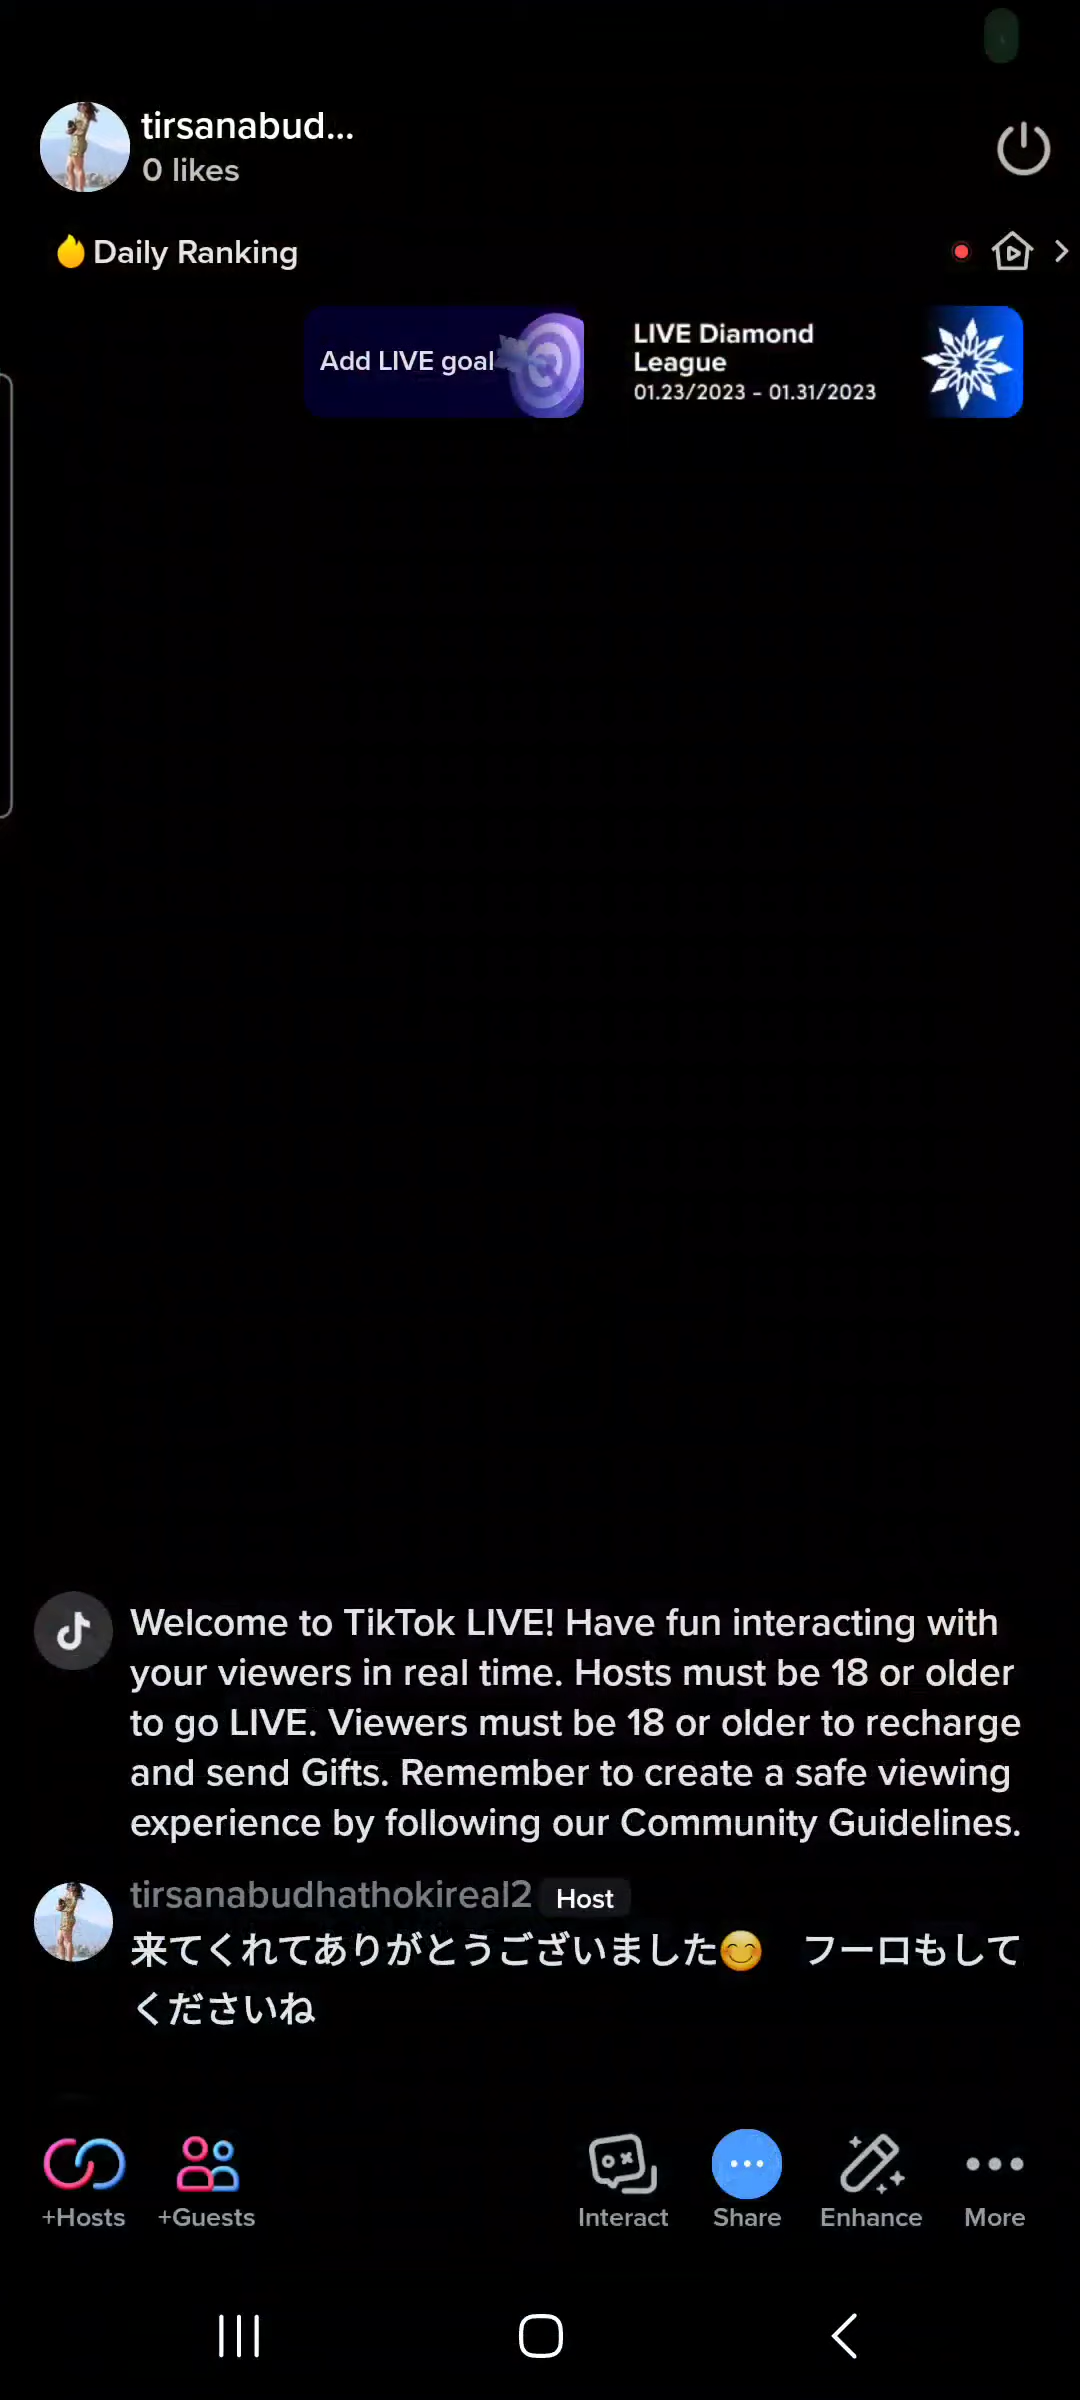 tirsanabud...
0 likes
Daily Ranking
Add LIVE goal
LIVE Diamond
League
01.23/2023 - 01.31/2023
Welcome to TikTok LIVE! Have fun interacting with
your viewers in real time. Hosts must be 18 or older
to go LIVE. Viewers must be 18 or older to recharge
and send Gifts. Remember to create a safe viewing
experience by following our Community Guidelines.
tirsanabudhathokireal2 Host
来てくれてありがとうございました😊　フーロもして
くださいね
+Hosts +Guests Interact Share Enhance More